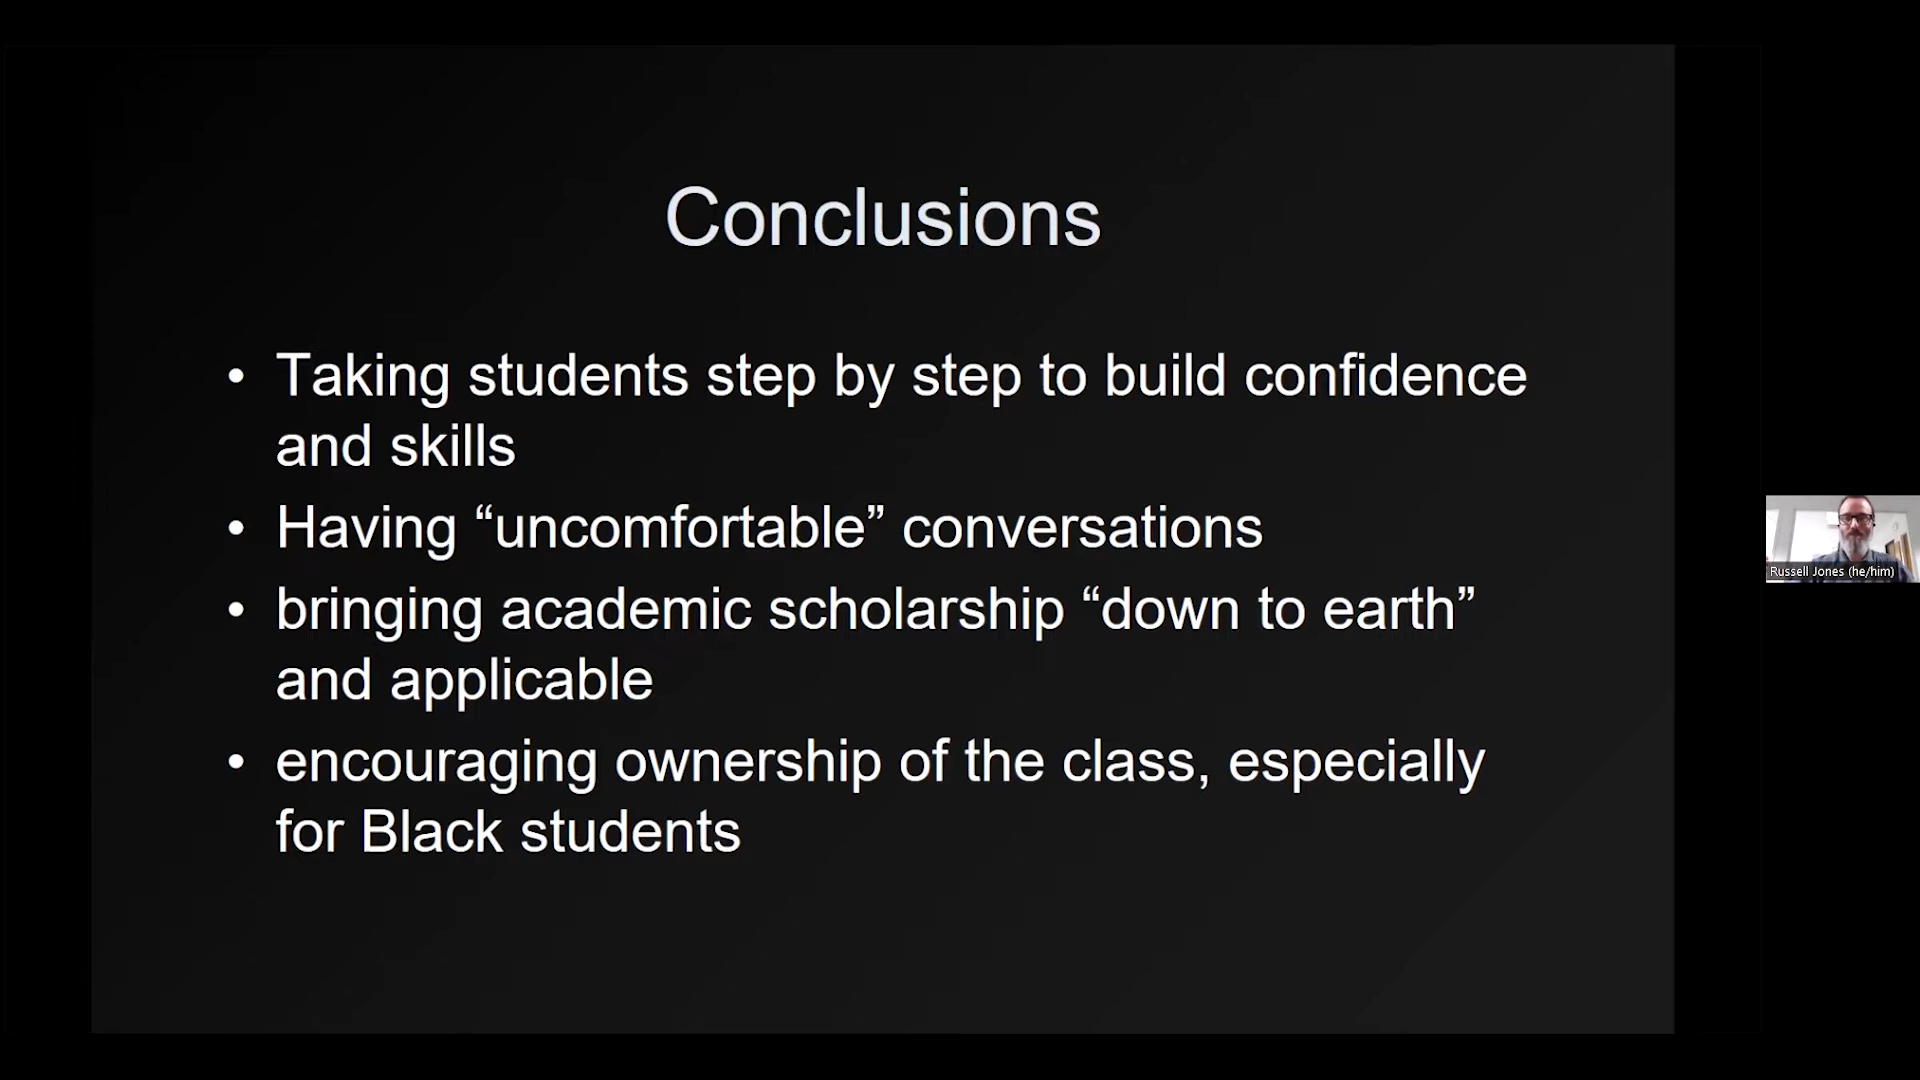 Conclusions
• Taking students step by step to build confidence
and skills
• Having “uncomfortable” conversations
• bringing academic scholarship “down to earth”
and applicable
• encouraging ownership of the class, especially
for Black students
Russell Jones (he/him)